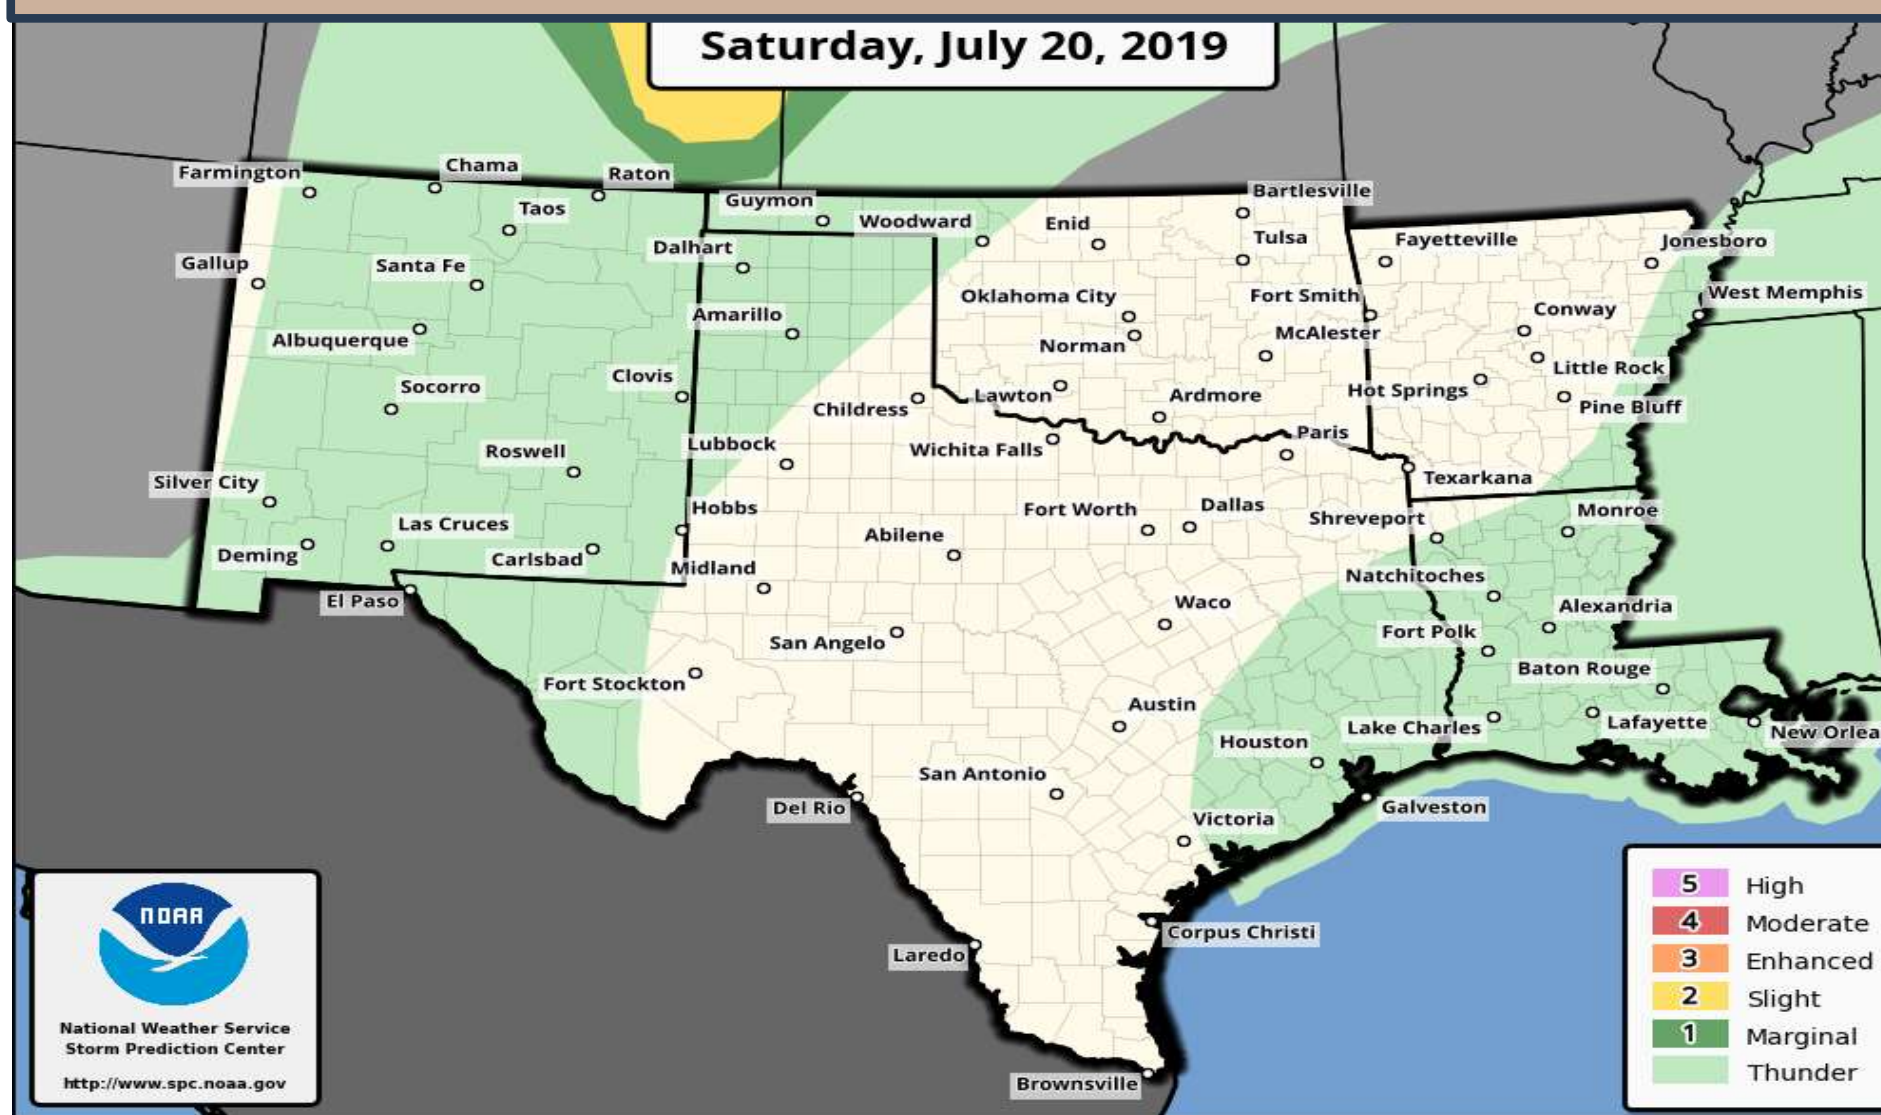 Saturday, July 20, 2019
Farmington
Chama
Raton
Taos
Guymon
Woodward
Enid
Bartlesville
Tulsa
Fayetteville
Jonesboro
Gallup
Santa Fe
Dalhart
Oklahoma City
Fort Smith
West Memphis
Albuquerque
Amarillo
Norman
McAlester
Conway
Little Rock
Socorro
Clovis
Childress
Lawton
Ardmore
Hot Springs
Pine Bluff
Roswell
Lubbock
Wichita Falls
Paris
Texarkana
Silver City
Las Cruces
Hobbs
Abilene
Fort Worth
Dallas
Shreveport
Monroe
Deming
Carlsbad
Midland
Natchitoches
El Paso
Waco
Alexandria
San Angelo
Fort Polk
Fort Stockton
Baton Rouge
Austin
Lake Charles
Lafayette
New Orlea
Houston
San Antonio
Del Rio
Victoria
Galveston
Corpus Christi
Laredo
Brownsville
NOAA
National Weather Service
Storm Prediction Center
http://www.spc.noaa.gov
5 High
4 Moderate
3 Enhanced
2 Slight
1 Marginal
Thunder